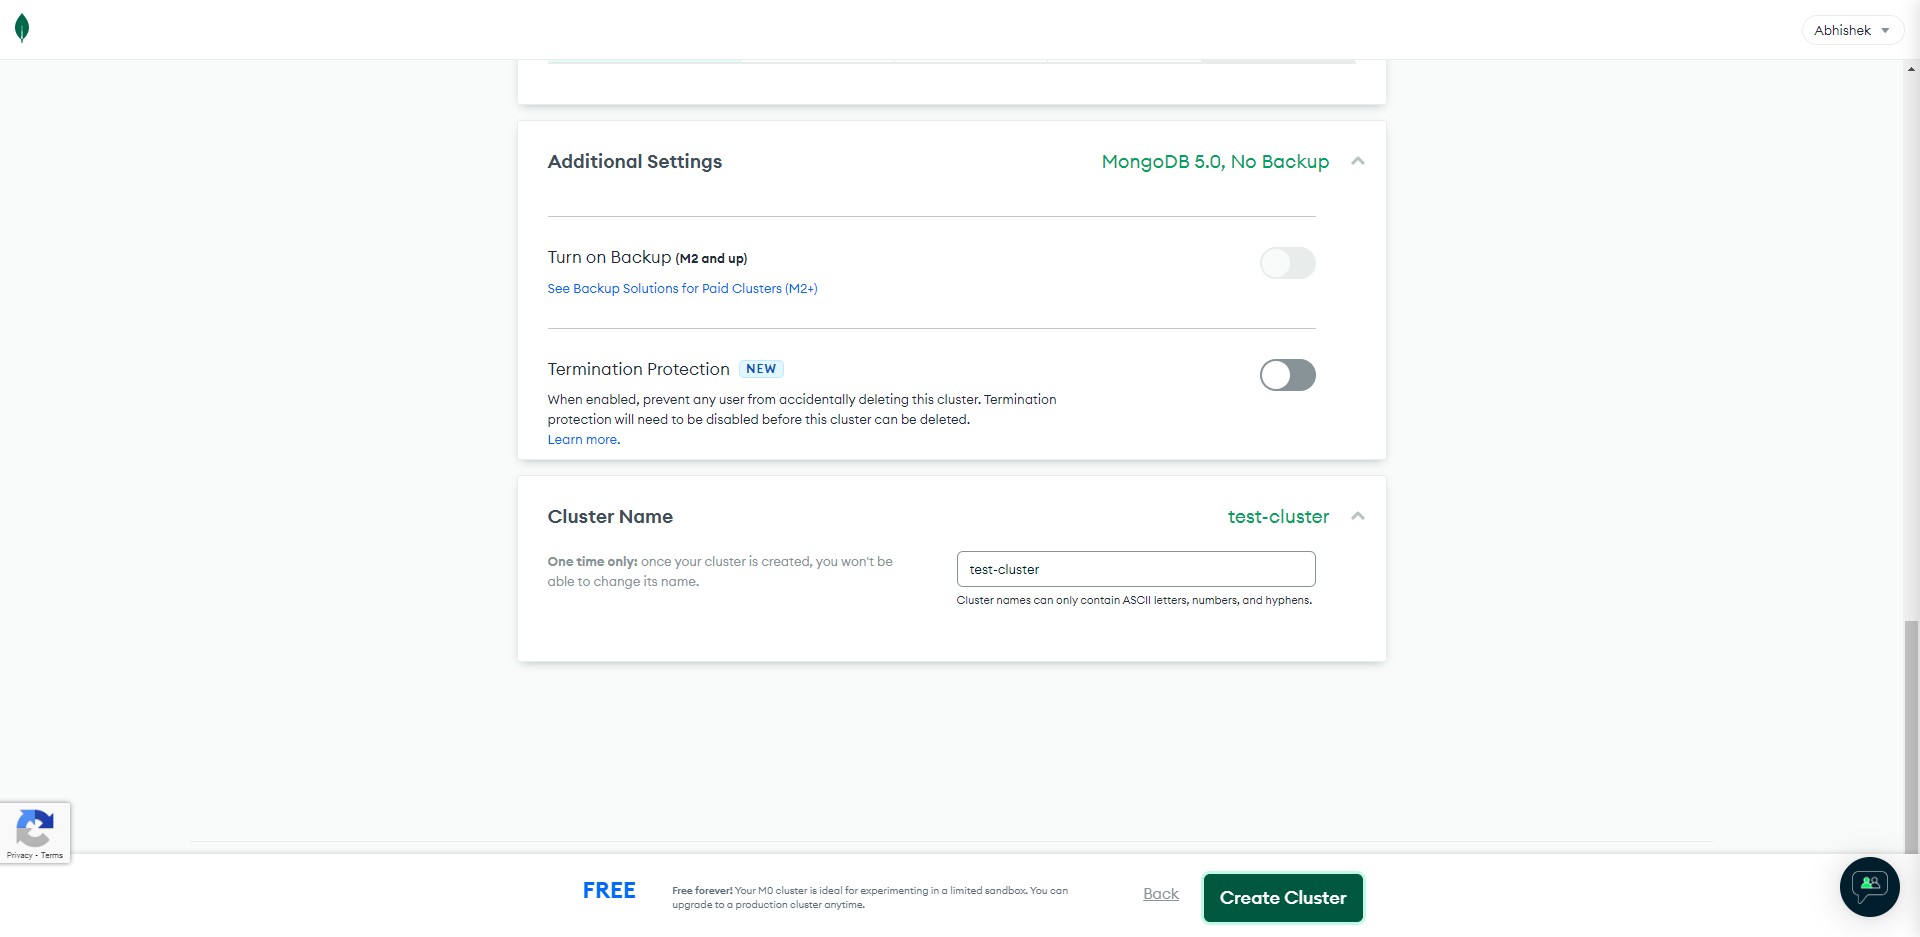 Abhishek
Additional Settings
MongoDB 5.0, No Backup
Turn on Backup (M2 and up)
See Backup Solutions for Paid Clusters (M2+)
Termination Protection NEW
When enabled, prevent any user from accidentally deleting this cluster. Termination
protection will need to be disabled before this cluster can be deleted.
Learn more.
Cluster Name
test-cluster
One time only: once your cluster is created, you won't be
able to change its name.
test-cluster
Cluster names can only contain ASCII letters, numbers, and hyphens.
Privacy - Terms
FREE
Free forever! Your M0 cluster is ideal for experimenting in a limited sandbox. You can
upgrade to a production cluster anytime.
Back
Create Cluster